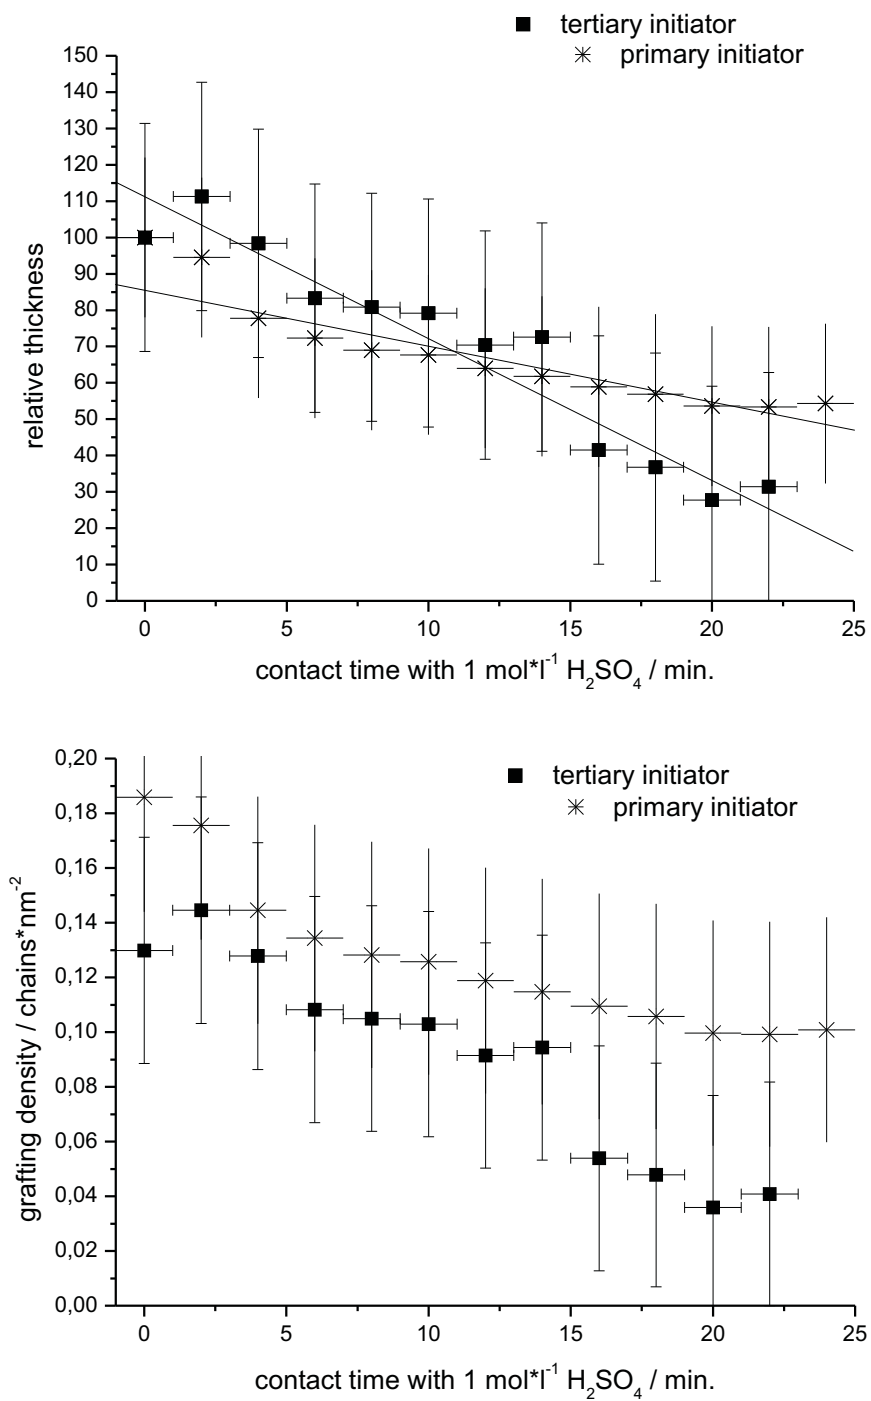 tertiary initiator
primary initiator
150
140
130
120
110
100
90
80
70
60
50
40
30
20
10
0
relative thickness
0 5 10 15 20 25
contact time with 1 mol*l⁻¹ H₂SO₄ / min.
0,20
0,18
0,16
0,14
0,12
0,10
0,08
0,06
0,04
0,02
0,00
grafting density / chains*nm⁻²
tertiary initiator
primary initiator
0 5 10 15 20 25
contact time with 1 mol*l⁻¹ H₂SO₄ / min.